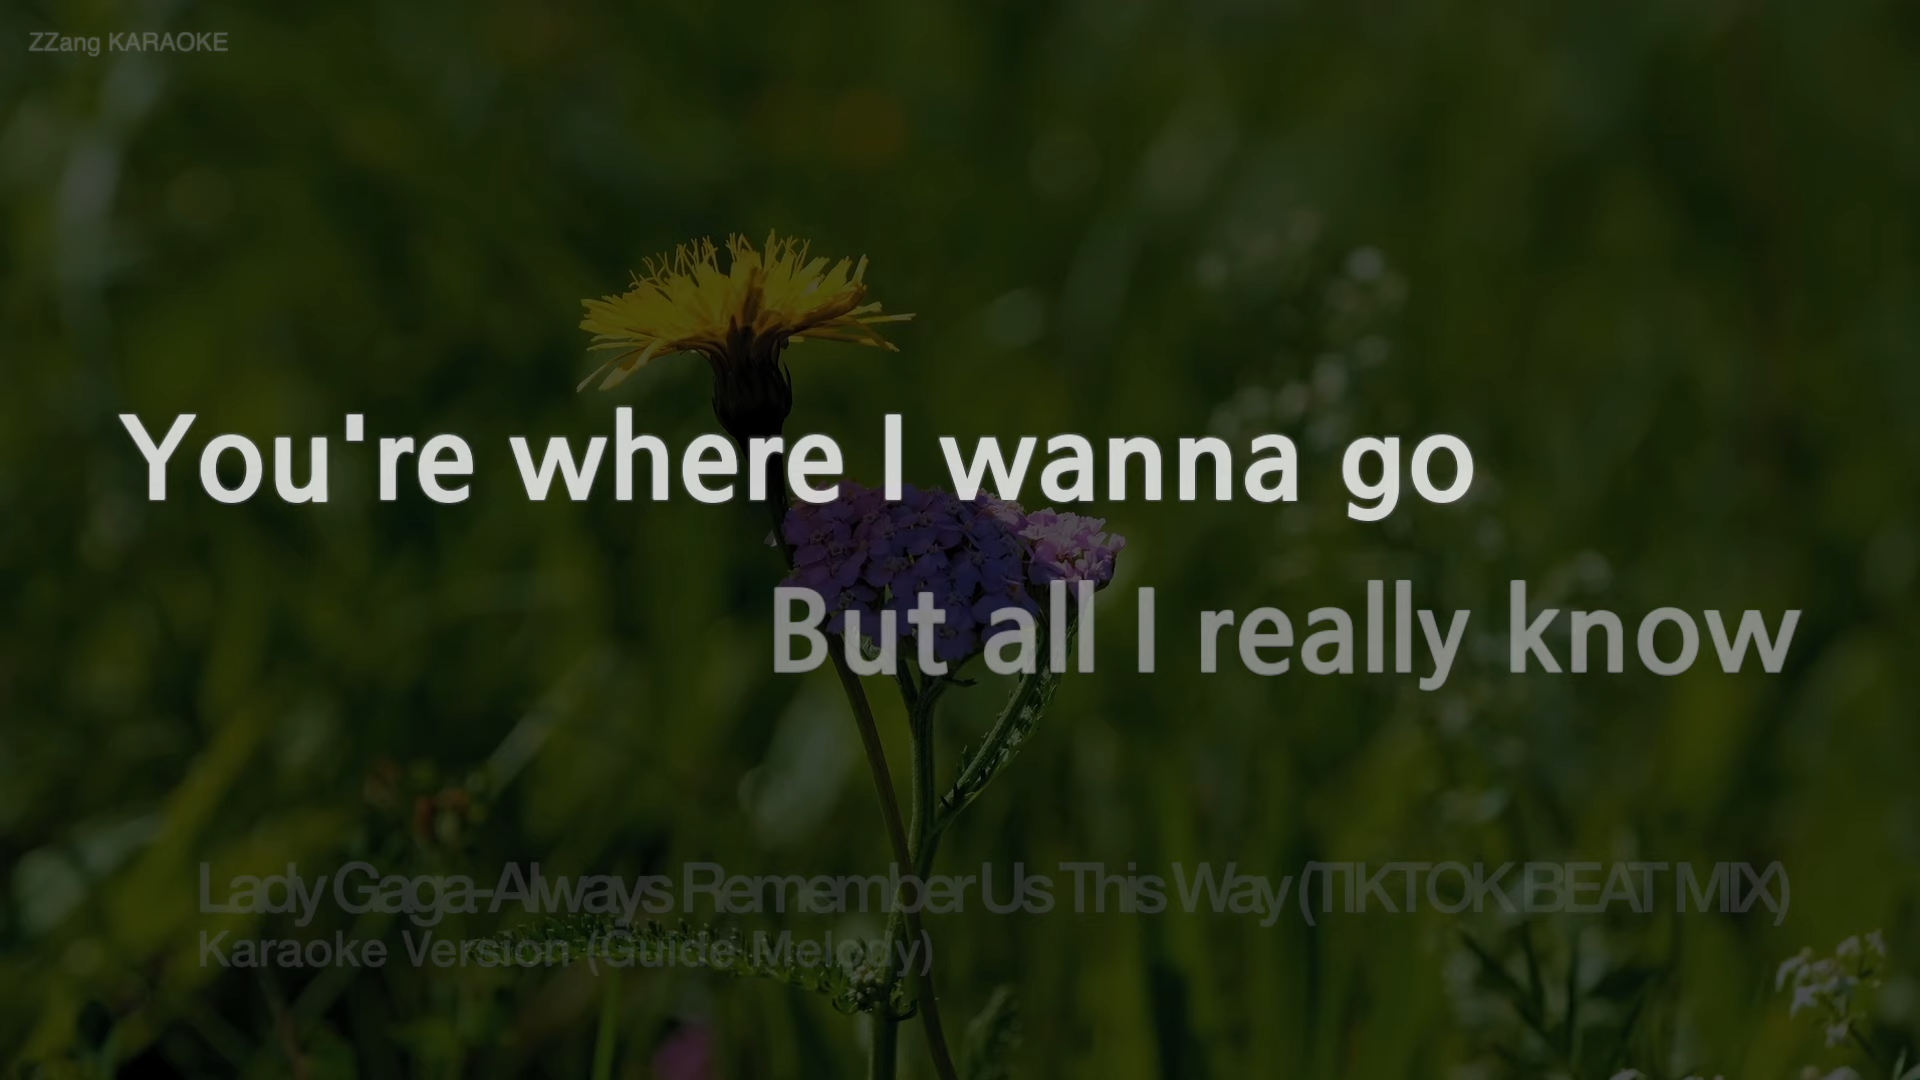 ZZang KARAOKE
You're where I wanna go
But all I really know
Lady Gaga-Always Remember Us This Way (TIKTOK BEAT MIX)
Karaoke Version (Guide Melody)